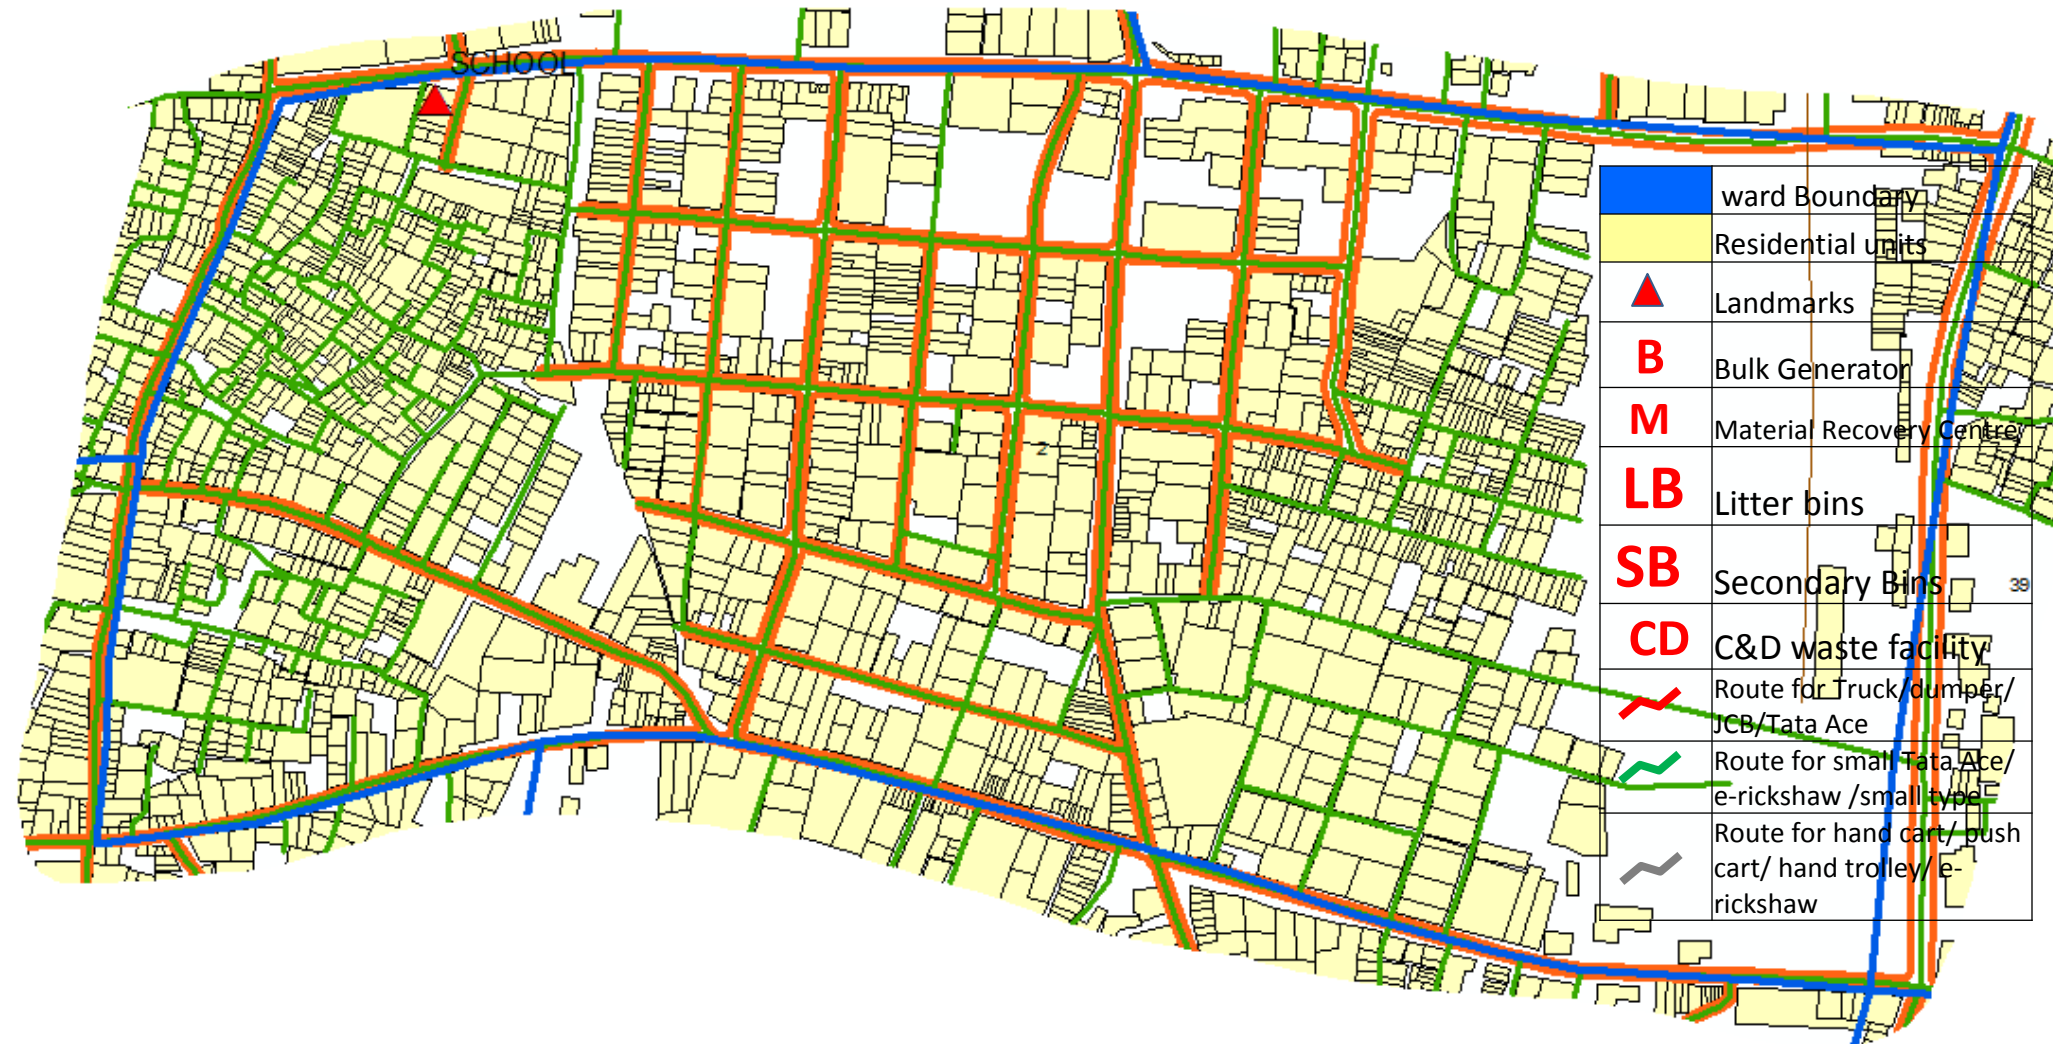 SCHOOL
2
39
ward Boundary
Residential units
Landmarks
B
Bulk Generator
M
Material Recovery Centre
LB
Litter bins
SB
Secondary Bins
CD
C&D waste facility
Route for Truck/dumper/
JCB/Tata Ace
Route for small Tata Ace/
e-rickshaw /small type
Route for hand cart/ push
cart/ hand trolley/ e-
rickshaw